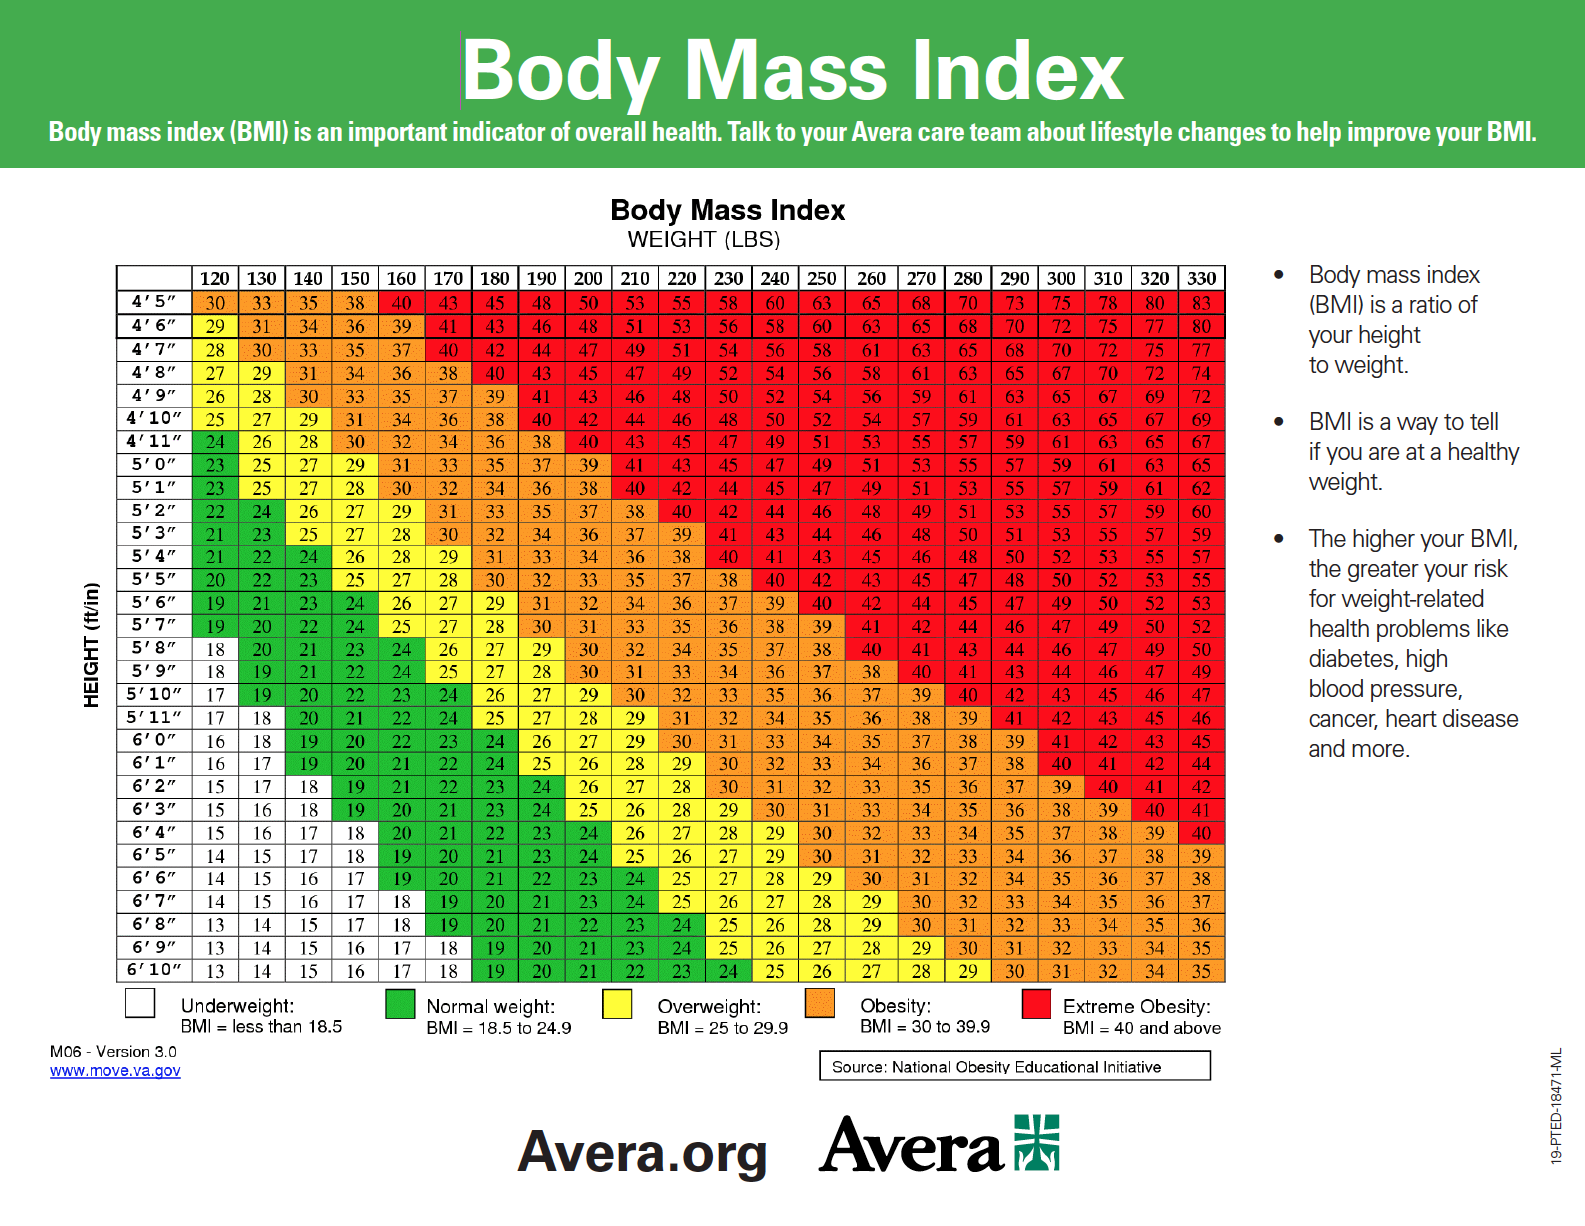 Body Mass Index
Body mass index (BMI) is an important indicator of overall health. Talk to your Avera care team about lifestyle changes to help improve your BMI.
Body Mass Index
WEIGHT (LBS)
120 130 140 150 160 170 180 190 200 210 220 230 240 250 260 270 280 290 300 310 320 330
4'5" 30 33 35 38 40 43 45 48 50 53 55 58 60 63 65 68 70 73 75 78 80 83
4'6" 29 31 34 36 39 41 43 46 48 51 53 56 58 60 63 65 68 70 72 75 77 80
4'7" 28 30 33 35 37 40 42 44 47 49 51 54 56 58 61 63 65 68 70 72 75 77
4'8" 27 29 31 34 36 38 40 43 45 47 49 52 54 56 58 61 63 65 67 70 72 74
4'9" 26 28 30 33 35 37 39 41 43 46 48 50 52 54 56 59 61 63 65 67 69 72
4'10" 25 27 29 31 34 36 38 40 42 44 46 48 50 52 54 57 59 61 63 65 67 69
4'11" 24 26 28 30 32 34 36 38 40 43 45 47 49 51 53 55 57 59 61 63 65 67
5'0" 23 25 27 29 31 33 35 37 39 41 43 45 47 49 51 53 55 57 59 61 63 65
5'1" 23 25 27 28 30 32 34 36 38 40 42 44 45 47 49 51 53 55 57 59 61 62
5'2" 22 24 26 27 29 31 33 35 37 38 40 42 44 46 48 49 51 53 55 57 59 60
5'3" 21 23 25 27 28 30 32 34 36 37 39 41 43 44 46 48 50 51 53 55 57 59
5'4" 21 22 24 26 28 29 31 33 34 36 38 40 41 43 45 46 48 50 52 53 55 57
5'5" 20 22 23 25 27 28 30 32 33 35 37 38 40 42 43 45 47 48 50 52 53 55
5'6" 19 21 23 24 26 27 29 31 32 34 36 37 39 40 42 44 45 47 49 50 52 53
5'7" 19 20 22 24 25 27 28 30 31 33 35 36 38 39 41 42 44 46 47 49 50 52
5'8" 18 20 21 23 24 26 27 29 30 32 34 35 37 38 40 41 43 44 46 47 49 50
5'9" 18 19 21 22 24 25 27 28 30 31 33 34 36 37 38 40 41 43 44 46 47 49
5'10" 17 19 20 22 23 24 26 27 29 30 32 33 35 36 37 39 40 42 43 45 46 47
5'11" 17 18 20 21 22 24 25 27 28 29 31 32 34 35 36 38 39 41 42 43 45 46
6'0" 16 18 19 20 22 23 24 26 27 29 30 31 33 34 35 37 38 39 41 42 43 45
6'1" 16 17 19 20 21 22 24 25 26 28 29 30 32 33 34 36 37 38 40 41 42 44
6'2" 15 17 18 19 21 22 23 24 26 27 28 30 31 32 33 35 36 37 39 40 41 42
6'3" 15 16 18 19 20 21 23 24 25 26 28 29 30 31 33 34 35 36 38 39 40 41
6'4" 15 16 17 18 20 21 22 23 24 26 27 28 29 30 32 33 34 35 37 38 39 40
6'5" 14 15 17 18 19 20 21 23 24 25 26 27 29 30 31 32 33 34 36 37 38 39
6'6" 14 15 16 17 19 20 21 22 23 24 25 27 28 29 30 31 32 34 35 36 37 38
6'7" 14 15 16 17 18 19 20 21 23 24 25 26 27 28 29 30 32 33 34 35 36 37
6'8" 13 14 15 17 18 19 20 21 22 23 24 25 26 28 29 30 31 32 33 34 35 36
6'9" 13 14 15 16 17 18 19 20 21 23 24 25 26 27 28 29 30 31 32 33 34 35
6'10" 13 14 15 16 17 18 19 20 21 22 23 24 25 26 27 28 29 30 31 32 34 35
HEIGHT (ft/in)
Underweight:
BMI = less than 18.5
Normal weight:
BMI = 18.5 to 24.9
Overweight:
BMI = 25 to 29.9
Obesity:
BMI = 30 to 39.9
Extreme Obesity:
BMI = 40 and above
M06 - Version 3.0
www.move.va.gov
Source: National Obesity Educational Initiative
• Body mass index
(BMI) is a ratio of
your height
to weight.
• BMI is a way to tell
if you are at a healthy
weight.
• The higher your BMI,
the greater your risk
for weight-related
health problems like
diabetes, high
blood pressure,
cancer, heart disease
and more.
Avera.org
Avera
19-PTED-18471-ML